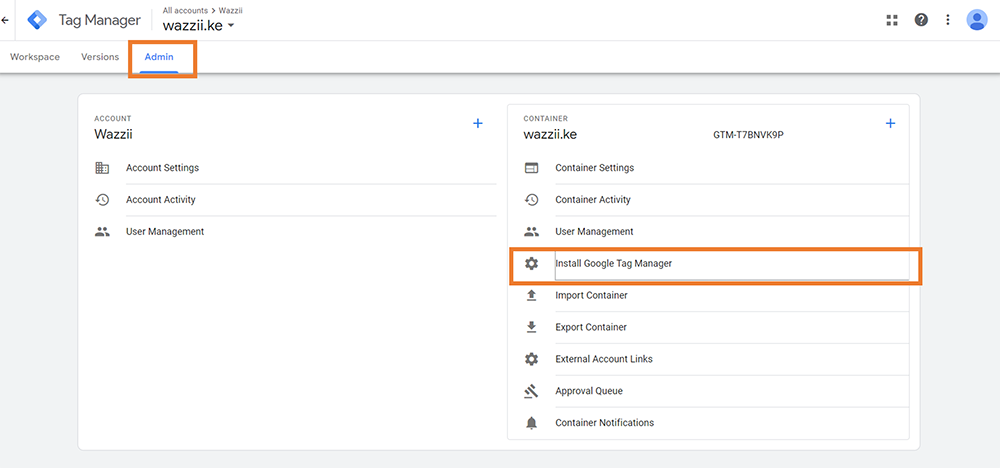 Tag Manager
All accounts > Wazzii
wazzii.ke
Workspace Versions Admin
ACCOUNT
Wazzii
Account Settings
Account Activity
User Management
CONTAINER
wazzii.ke GTM-T7BNVK9P
Container Settings
Container Activity
User Management
Install Google Tag Manager
Import Container
Export Container
External Account Links
Approval Queue
Container Notifications